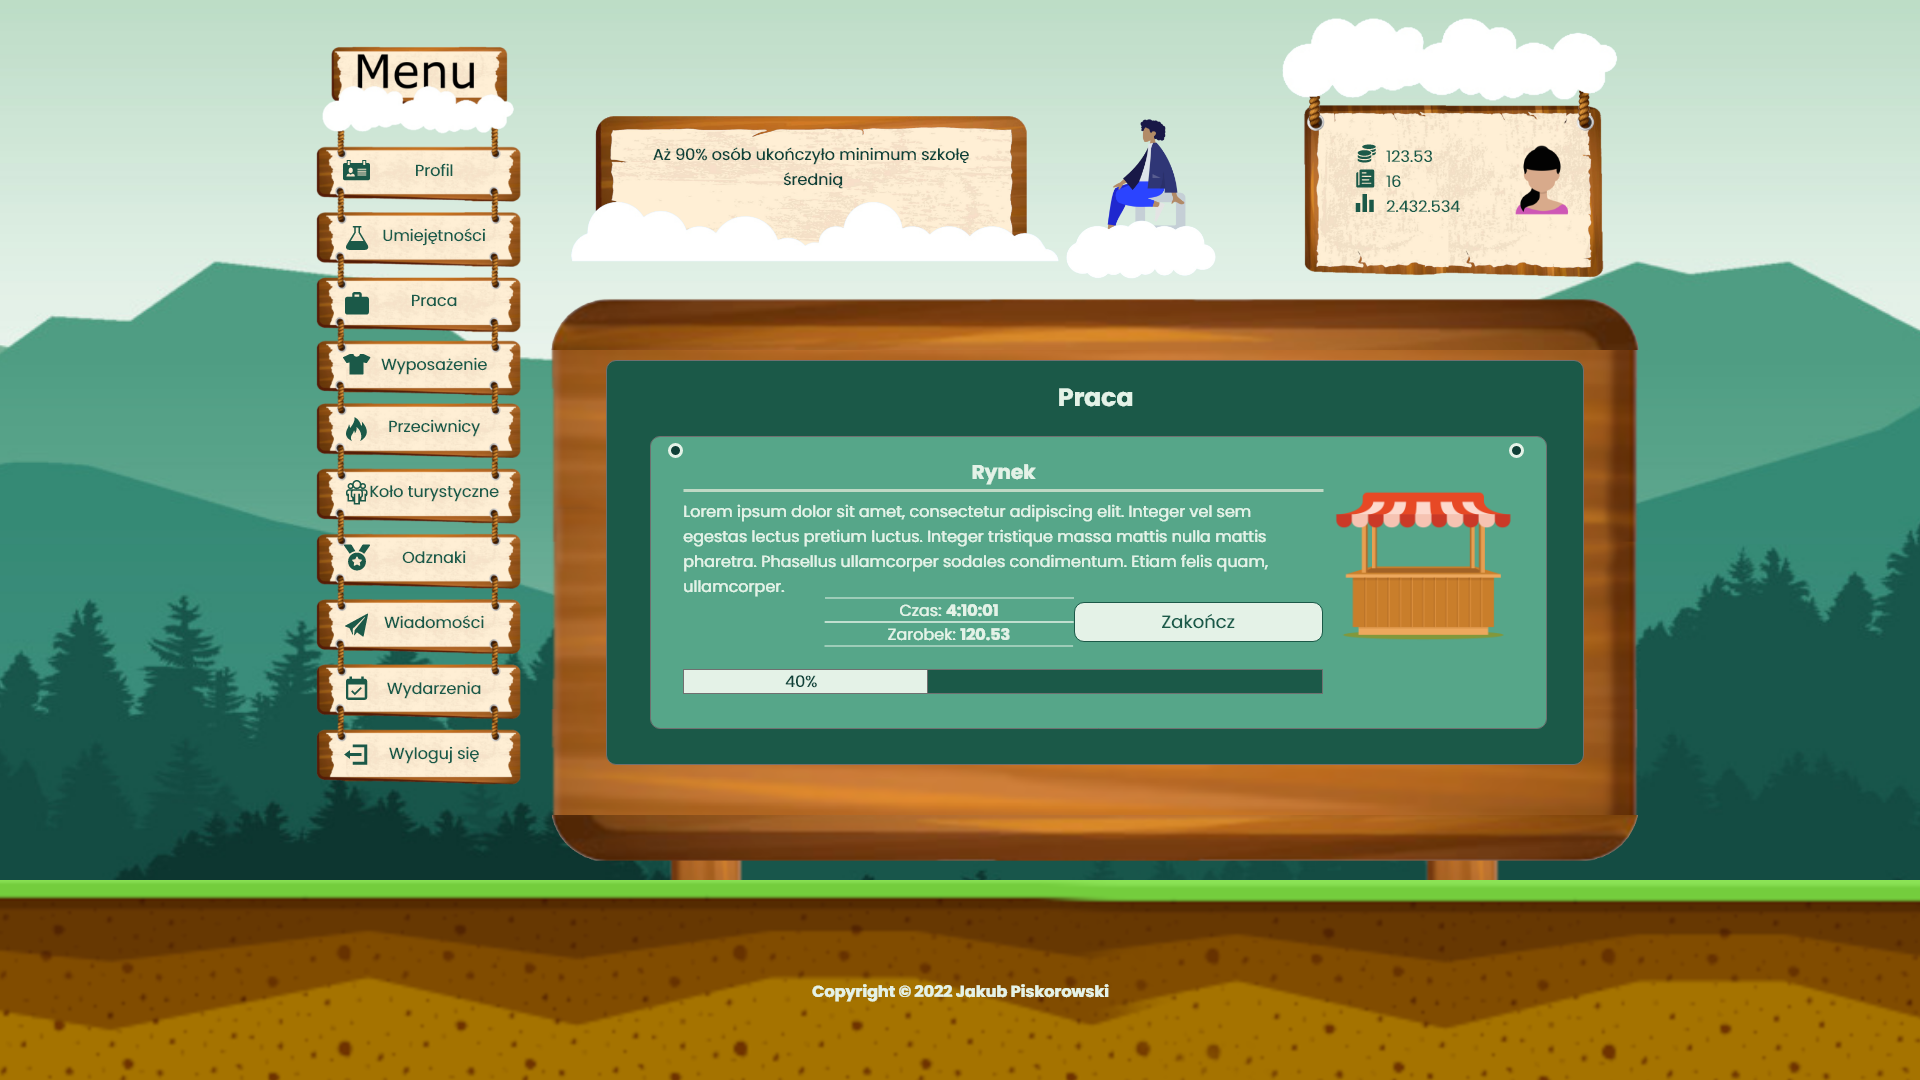 Menu
Profil
Umiejętności
Praca
Wyposażenie
Przeciwnicy
Koło turystyczne
Odznaki
Wiadomości
Wydarzenia
Wyloguj się
Aż 90% osób ukończyło minimum szkołę
średnią
123.53
16
2.432.534
Praca
Rynek
Lorem ipsum dolor sit amet, consectetur adipiscing elit. Integer vel sem
egestas lectus pretium luctus. Integer tristique massa mattis nulla mattis
pharetra. Phasellus ullamcorper sodales condimentum. Etiam felis quam,
ullamcorper.
Czas: 4:10:01
Zarobek: 120.53
Zakończ
40%
Copyright © 2022 Jakub Piskorowski